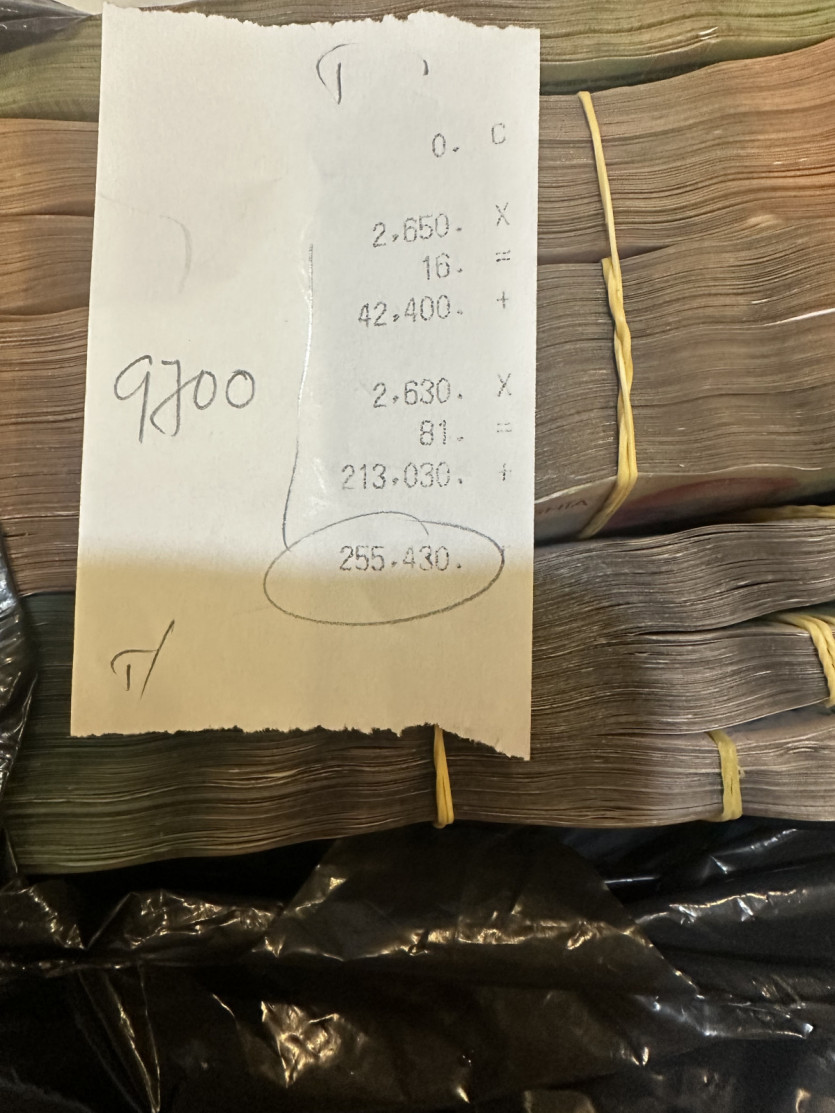 0. C
2,650. X
16. =
42,400. +
9700
2,630. X
81. =
213,030. +
255,430.